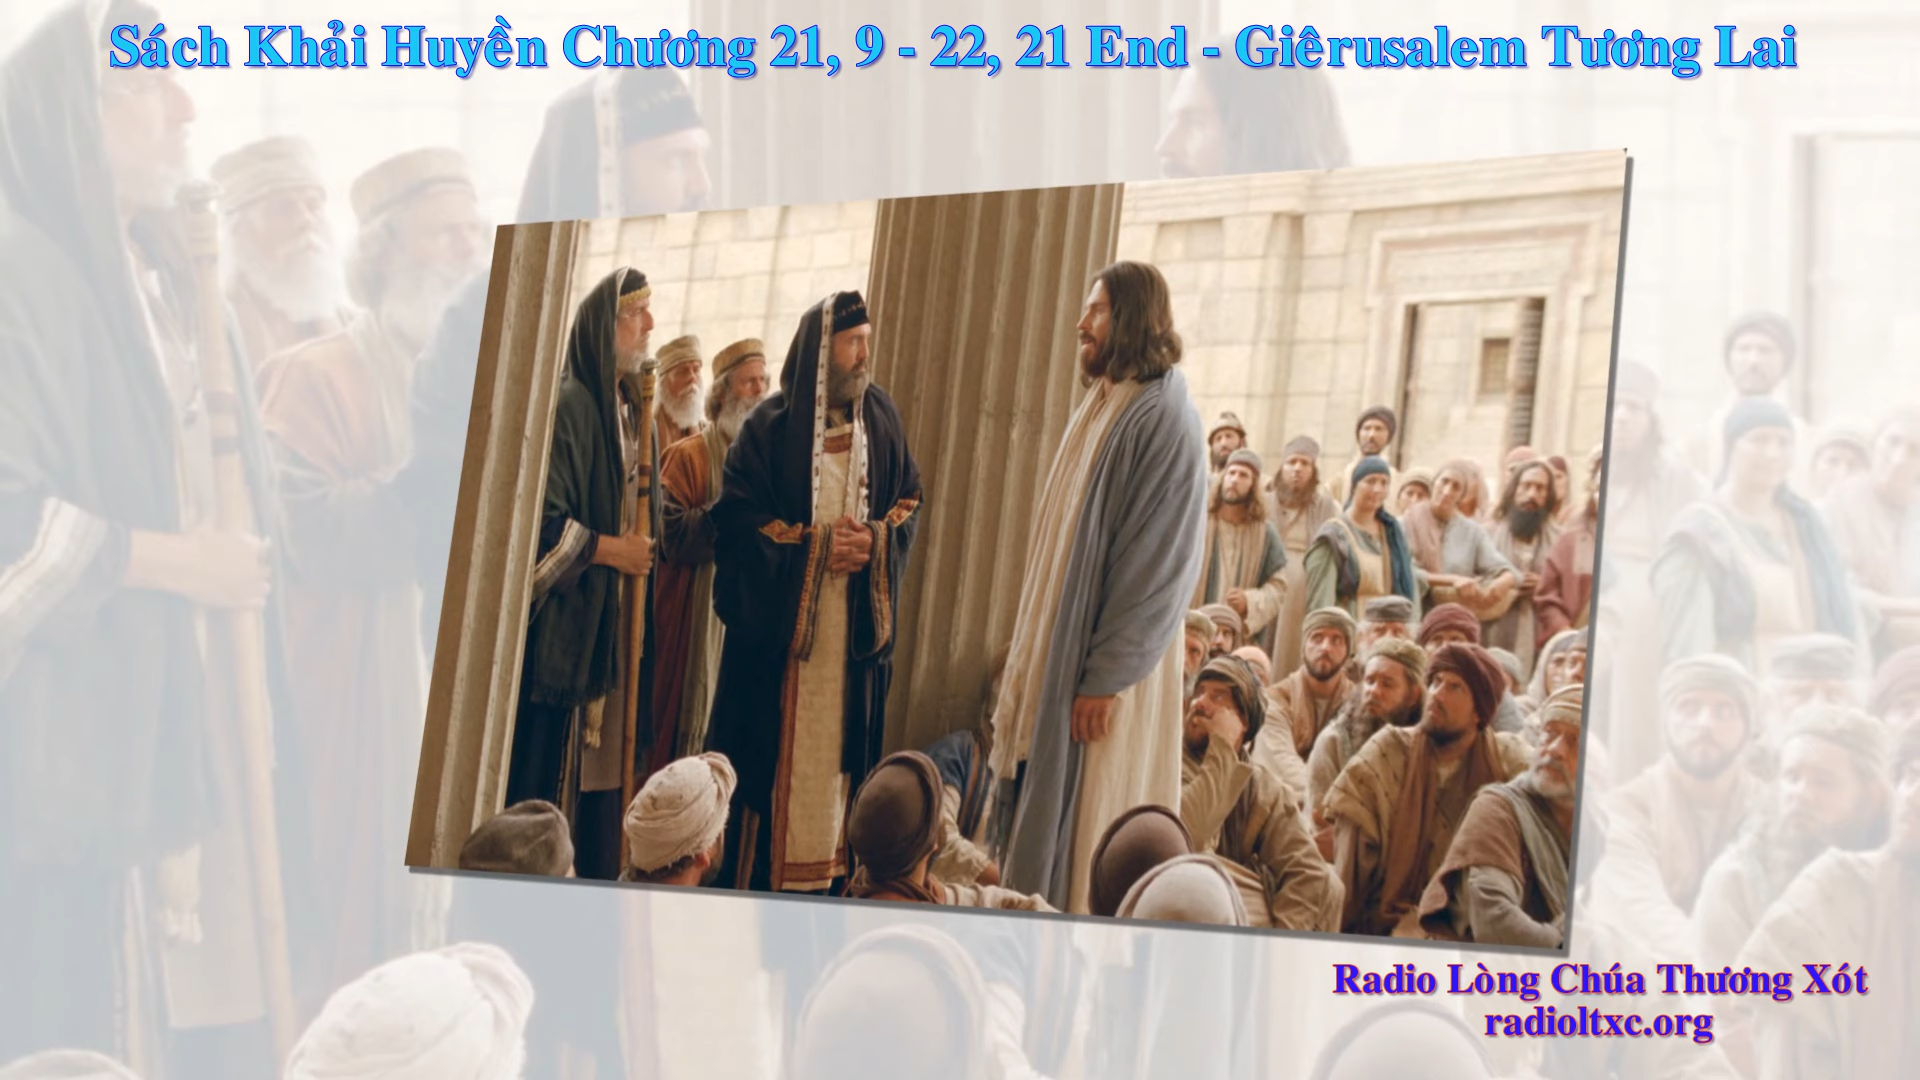 Sách Khải Huyền Chương 21, 9 - 22, 21 End - Giêrusalem Tương Lai
Radio Lòng Chúa Thương Xót
radioltxc.org